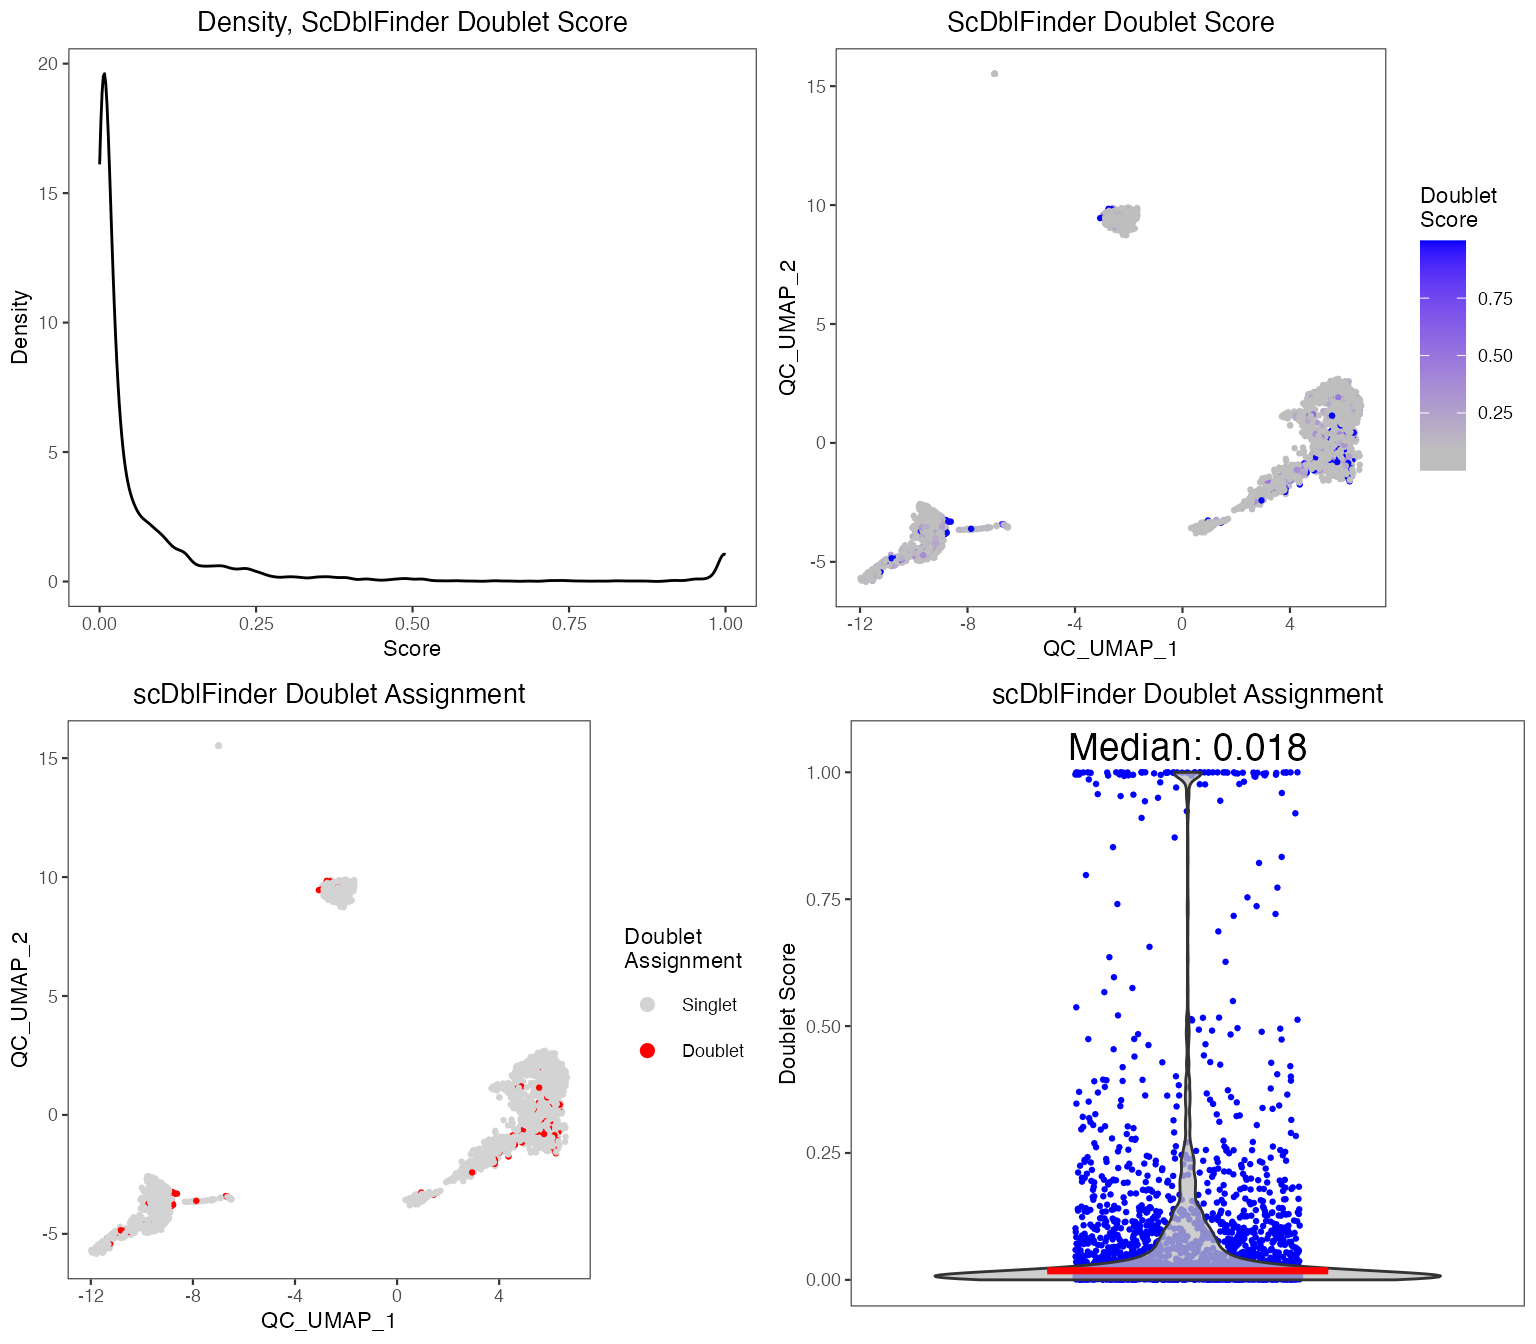 Density, ScDblFinder Doublet Score
20
15
10
5
0
Density
0.00 0.25 0.50 0.75 1.00
Score
ScDblFinder Doublet Score
15
10
5
0
-5
QC_UMAP_2
-12 -8 -4 0 4
QC_UMAP_1
Doublet
Score
0.75
0.50
0.25
scDblFinder Doublet Assignment
15
10
5
0
-5
QC_UMAP_2
-12 -8 -4 0 4
QC_UMAP_1
Doublet
Assignment
Singlet
Doublet
scDblFinder Doublet Assignment
Median: 0.018
1.00
0.75
0.50
0.25
0.00
Doublet Score